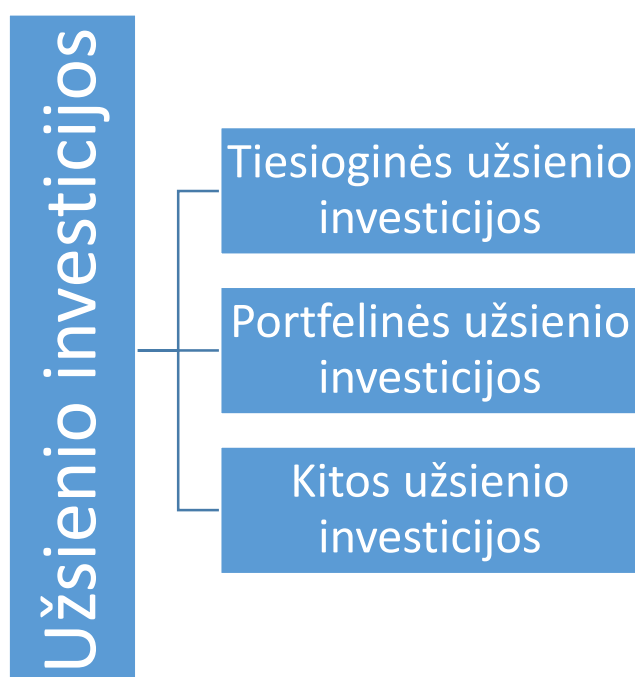 Užsienio investicijos
Tiesioginės užsienio
investicijos
Portfelinės užsienio
investicijos
Kitos užsienio
investicijos